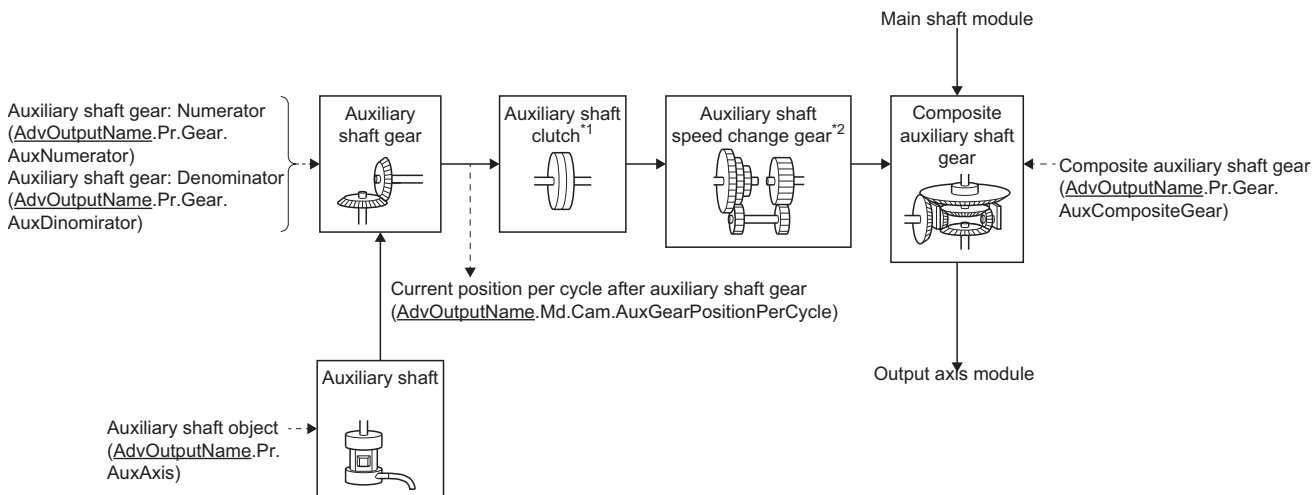 Main shaft module
Auxiliary shaft gear: Numerator
(AdvOutputName.Pr.Gear.
AuxNumerator)
Auxiliary shaft gear: Denominator
(AdvOutputName.Pr.Gear.
AuxDinomirator)
Auxiliary
shaft gear
Auxiliary shaft
clutch*1
Auxiliary shaft
speed change gear*2
Composite
auxiliary shaft
gear
Composite auxiliary shaft gear
(AdvOutputName.Pr.Gear.
AuxCompositeGear)
Current position per cycle after auxiliary shaft gear
(AdvOutputName.Md.Cam.AuxGearPositionPerCycle)
Output axis module
Auxiliary shaft
Auxiliary shaft object
(AdvOutputName.Pr.
AuxAxis)